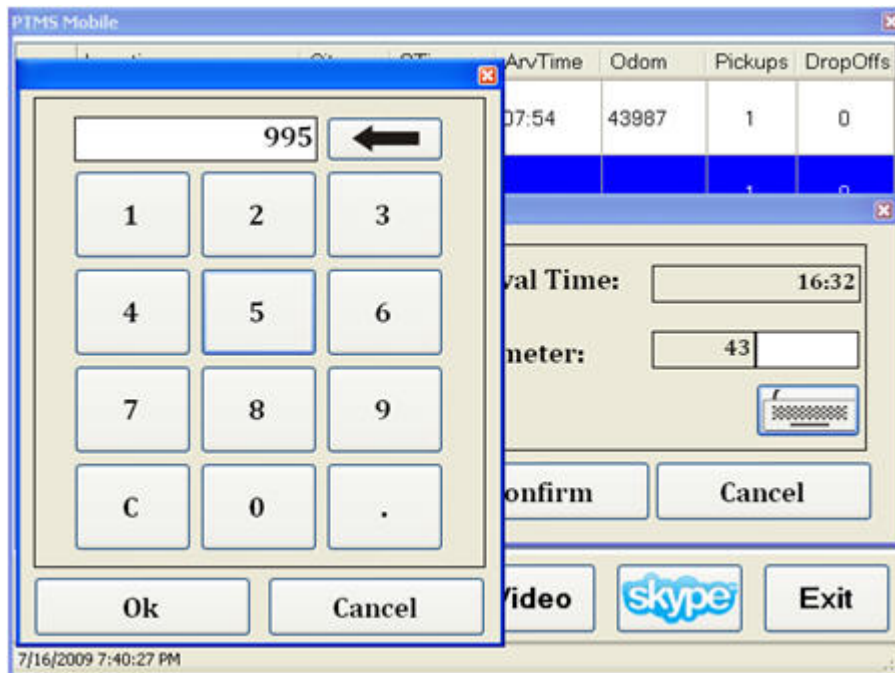 PTMS Mobile
ArvTime Odom Pickups DropOffs
07:54 43987 1 0
1 0
995
1 2 3
4 5 6
7 8 9
C 0 .
Ok Cancel
val Time: 16:32
meter: 43
onfirm Cancel
Video skype Exit
7/16/2009 7:40:27 PM